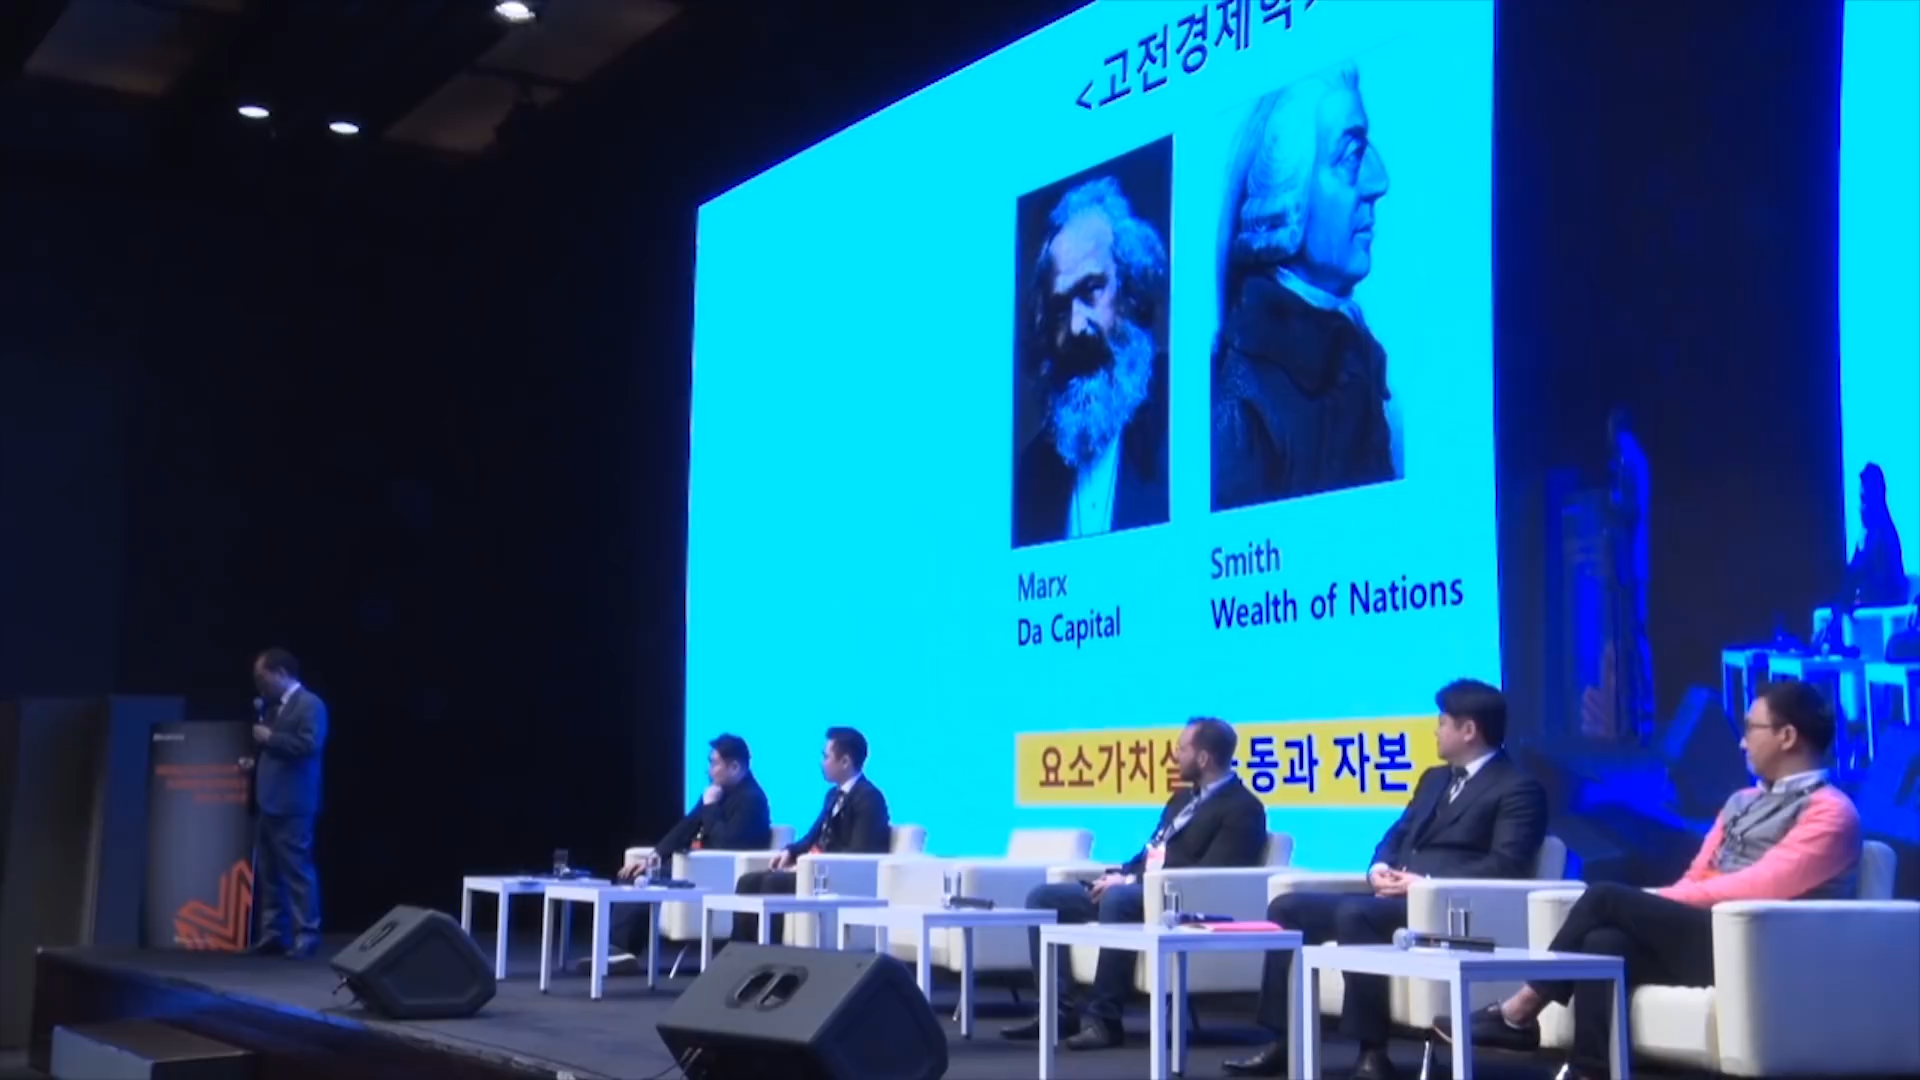 <고전경제학
Marx
Da Capital
Smith
Wealth of Nations
요소가치설
동과 자본